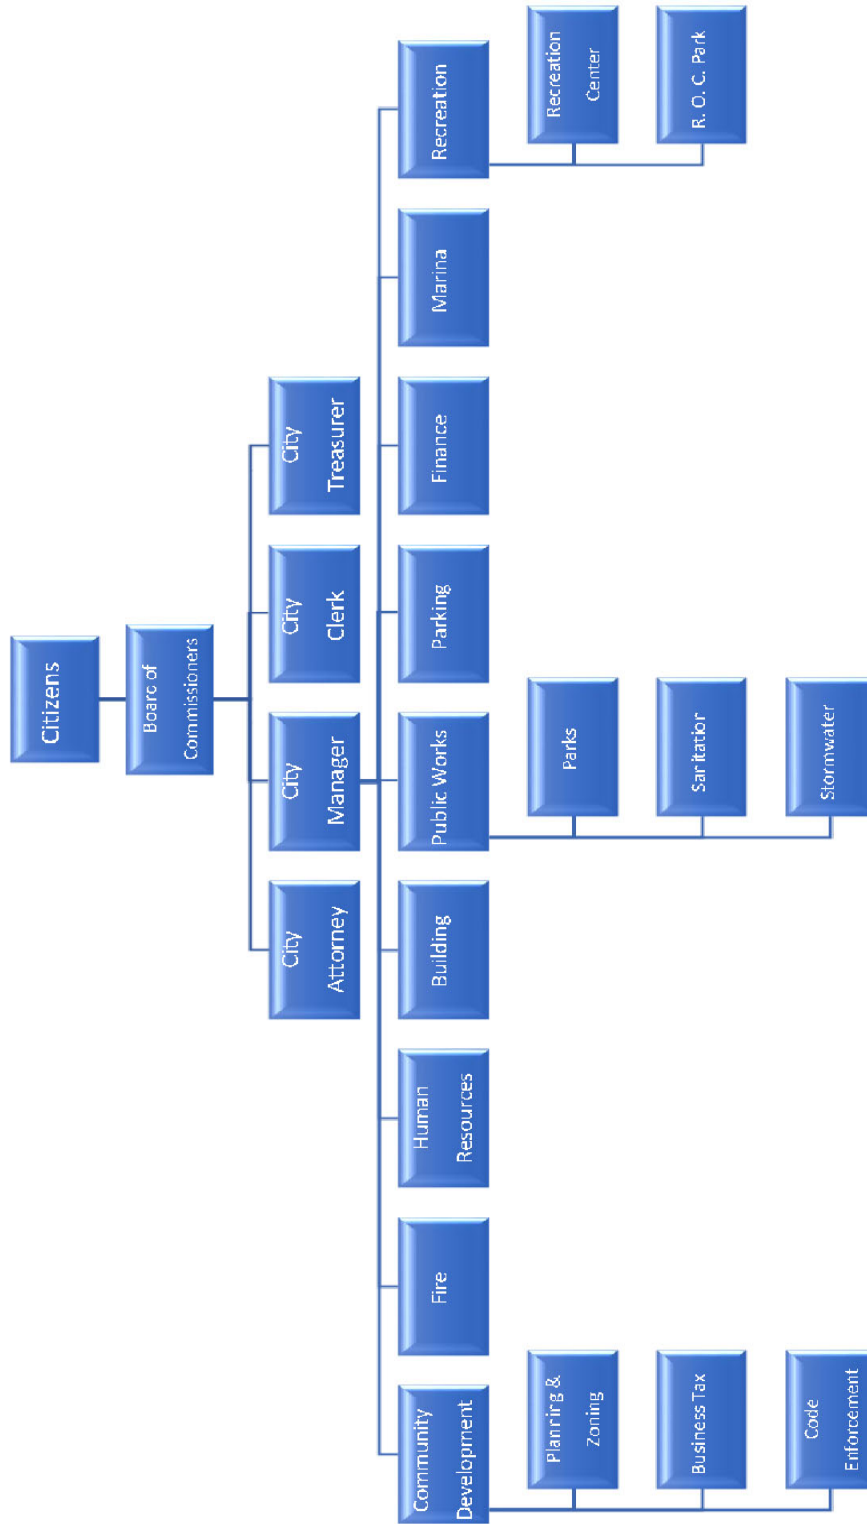 Citizens
Board of
Commissioners
City
Attorney
City
Manager
City
Clerk
City
Treasurer
Community
Development
Fire
Human
Resources
Building
Public Works
Parking
Finance
Marina
Recreation
Planning &
Zoning
Business Tax
Code
Enforcement
Parks
Sanitation
Stormwater
Recreation
Center
R. O. C. Park